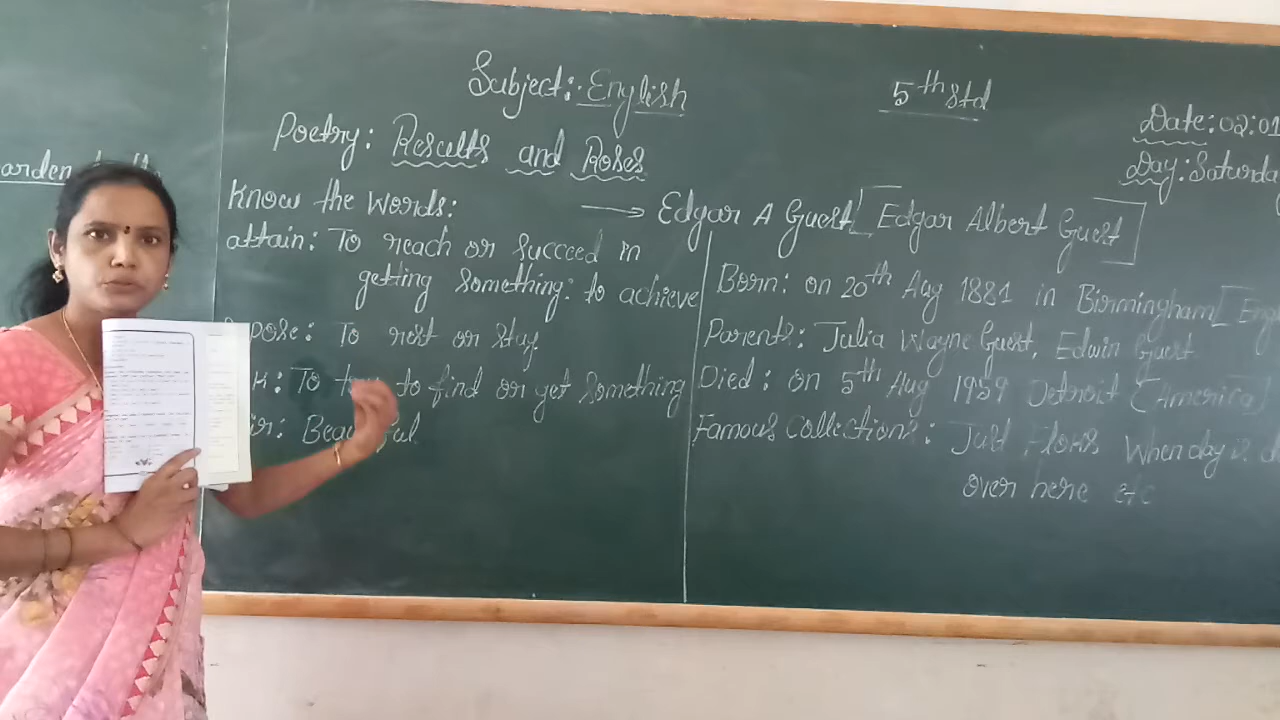 Subject: English
5th Std
Date: 02:01
Day: Saturda
Poetry: Results and Roses
arden
Know the Words:
attain: To reach or succeed in
getting something: to achieve
pose: To rest or stay
k: To try to find or get something
ir: Beautiful
→ Edgar A Guest [Edgar Albert Guest]
Born: on 20th Aug 1881 in Birmingham [Eng
Parents: Julia Wayne Guest, Edwin Guest
Died: on 5th Aug 1959 Detroit (America)
Famous Collections: Just When day is d
over here etc